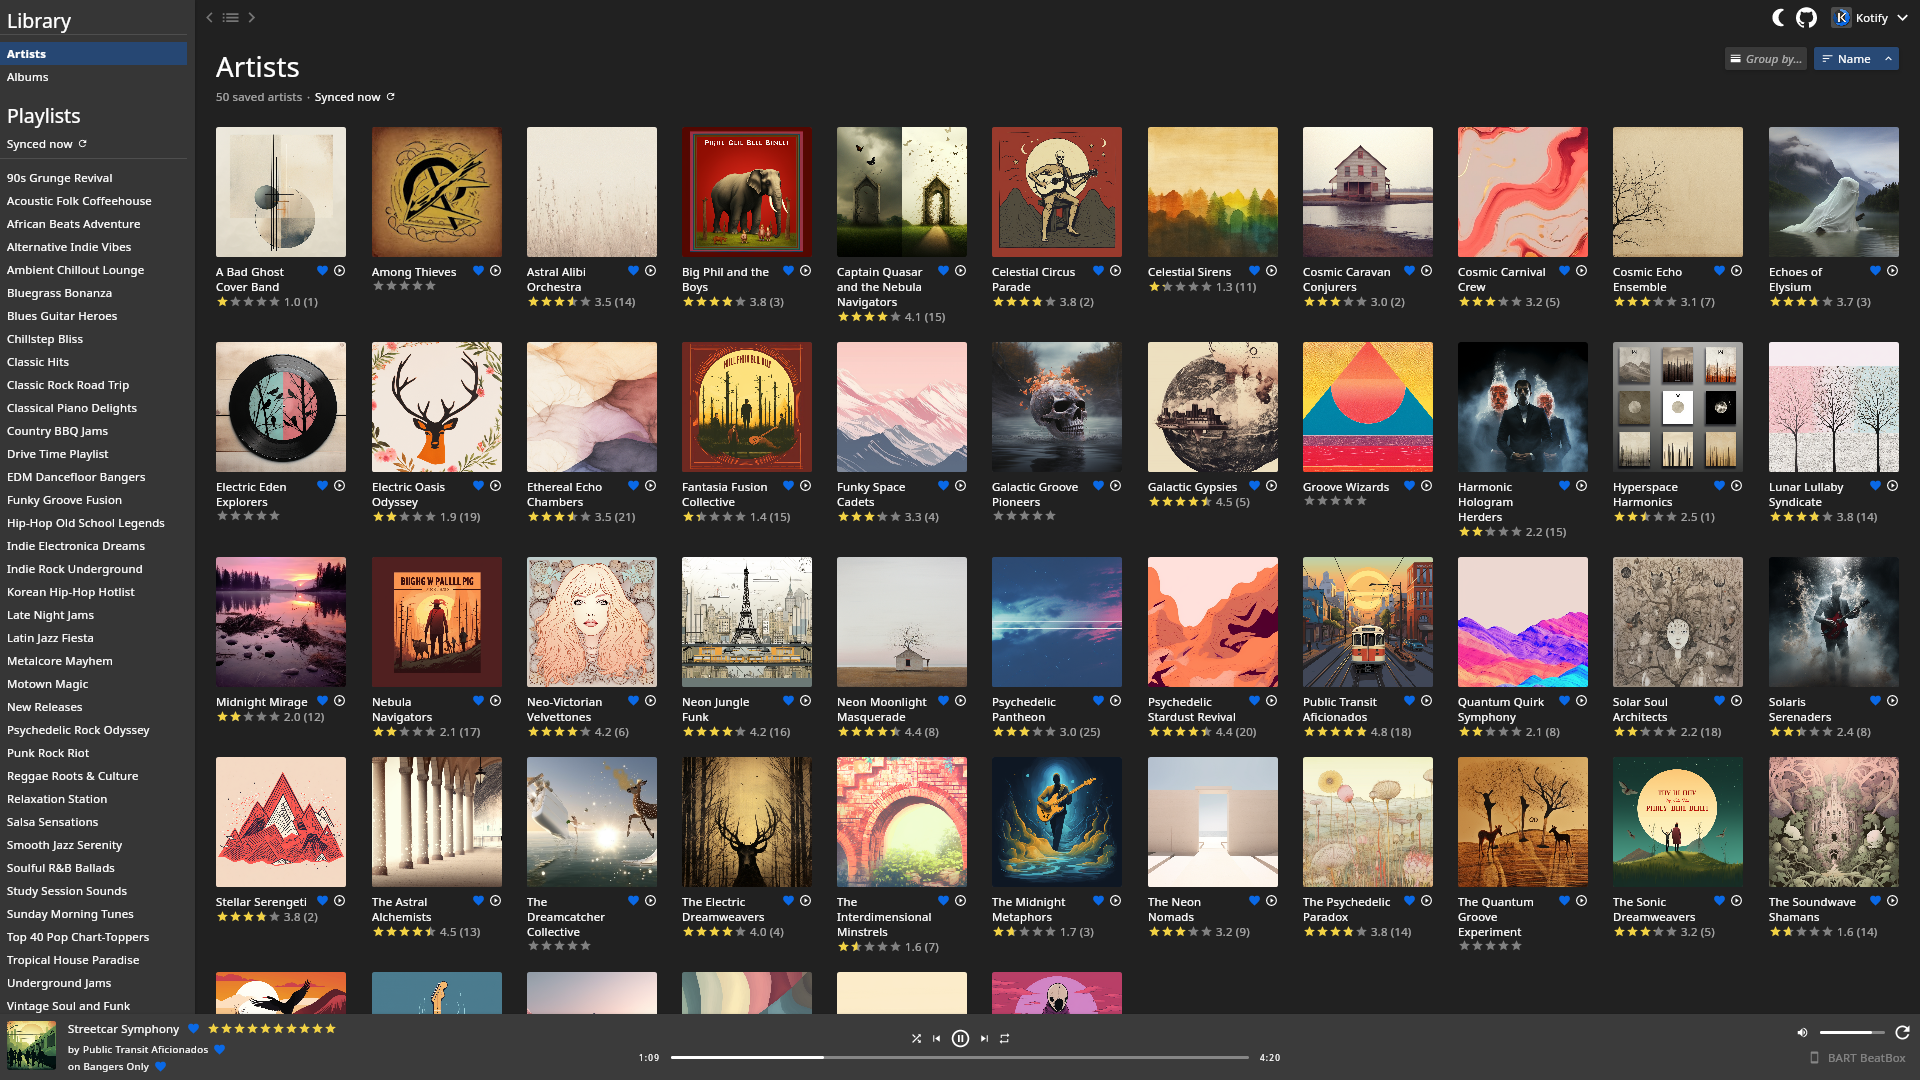 Library
Artists
Albums
Playlists
Synced now
90s Grunge Revival
Acoustic Folk Coffeehouse
African Beats Adventure
Alternative Indie Vibes
Ambient Chillout Lounge
Bluegrass Bonanza
Blues Guitar Heroes
Chillstep Bliss
Classic Hits
Classic Rock Road Trip
Classical Piano Delights
Country BBQ Jams
Drive Time Playlist
EDM Dancefloor Bangers
Funky Groove Fusion
Hip-Hop Old School Legends
Indie Electronica Dreams
Indie Rock Underground
Korean Hip-Hop Hotlist
Late Night Jams
Latin Jazz Fiesta
Metalcore Mayhem
Motown Magic
New Releases
Psychedelic Rock Odyssey
Punk Rock Riot
Reggae Roots & Culture
Relaxation Station
Salsa Sensations
Smooth Jazz Serenity
Soulful R&B Ballads
Study Session Sounds
Sunday Morning Tunes
Top 40 Pop Chart-Toppers
Tropical House Paradise
Underground Jams
Vintage Soul and Funk
Kotify
Artists
50 saved artists · Synced now
Group by...
Name
A Bad Ghost
Cover Band
1.0 (1)
Among Thieves
Astral Alibi
Orchestra
3.5 (14)
Big Phil and the
Boys
3.8 (3)
Captain Quasar
and the Nebula
Navigators
4.1 (15)
Celestial Circus
Parade
3.8 (2)
Celestial Sirens
1.3 (11)
Cosmic Caravan
Conjurers
3.0 (2)
Cosmic Carnival
Crew
3.2 (5)
Cosmic Echo
Ensemble
3.1 (7)
Echoes of
Elysium
3.7 (3)
Electric Eden
Explorers
Electric Oasis
Odyssey
1.9 (19)
Ethereal Echo
Chambers
3.5 (21)
Fantasia Fusion
Collective
1.4 (15)
Funky Space
Cadets
3.3 (4)
Galactic Groove
Pioneers
Galactic Gypsies
4.5 (5)
Groove Wizards
Harmonic
Hologram
Herders
2.2 (15)
Hyperspace
Harmonics
2.5 (1)
Lunar Lullaby
Syndicate
3.8 (14)
Midnight Mirage
2.0 (12)
Nebula
Navigators
2.1 (17)
Neo-Victorian
Velvettones
4.2 (6)
Neon Jungle
Funk
4.2 (16)
Neon Moonlight
Masquerade
4.4 (8)
Psychedelic
Pantheon
3.0 (25)
Psychedelic
Stardust Revival
4.4 (20)
Public Transit
Aficionados
4.8 (18)
Quantum Quirk
Symphony
2.1 (8)
Solar Soul
Architects
2.2 (18)
Solaris
Serenaders
2.4 (8)
Stellar Serengeti
3.8 (2)
The Astral
Alchemists
4.5 (13)
The
Dreamcatcher
Collective
The Electric
Dreamweavers
4.0 (4)
The
Interdimensional
Minstrels
1.6 (7)
The Midnight
Metaphors
1.7 (3)
The Neon
Nomads
3.2 (9)
The Psychedelic
Paradox
3.8 (14)
The Quantum
Groove
Experiment
The Sonic
Dreamweavers
3.2 (5)
The Soundwave
Shamans
1.6 (14)
Streetcar Symphony
by Public Transit Aficionados
on Bangers Only
1:09
4:20
BART BeatBox